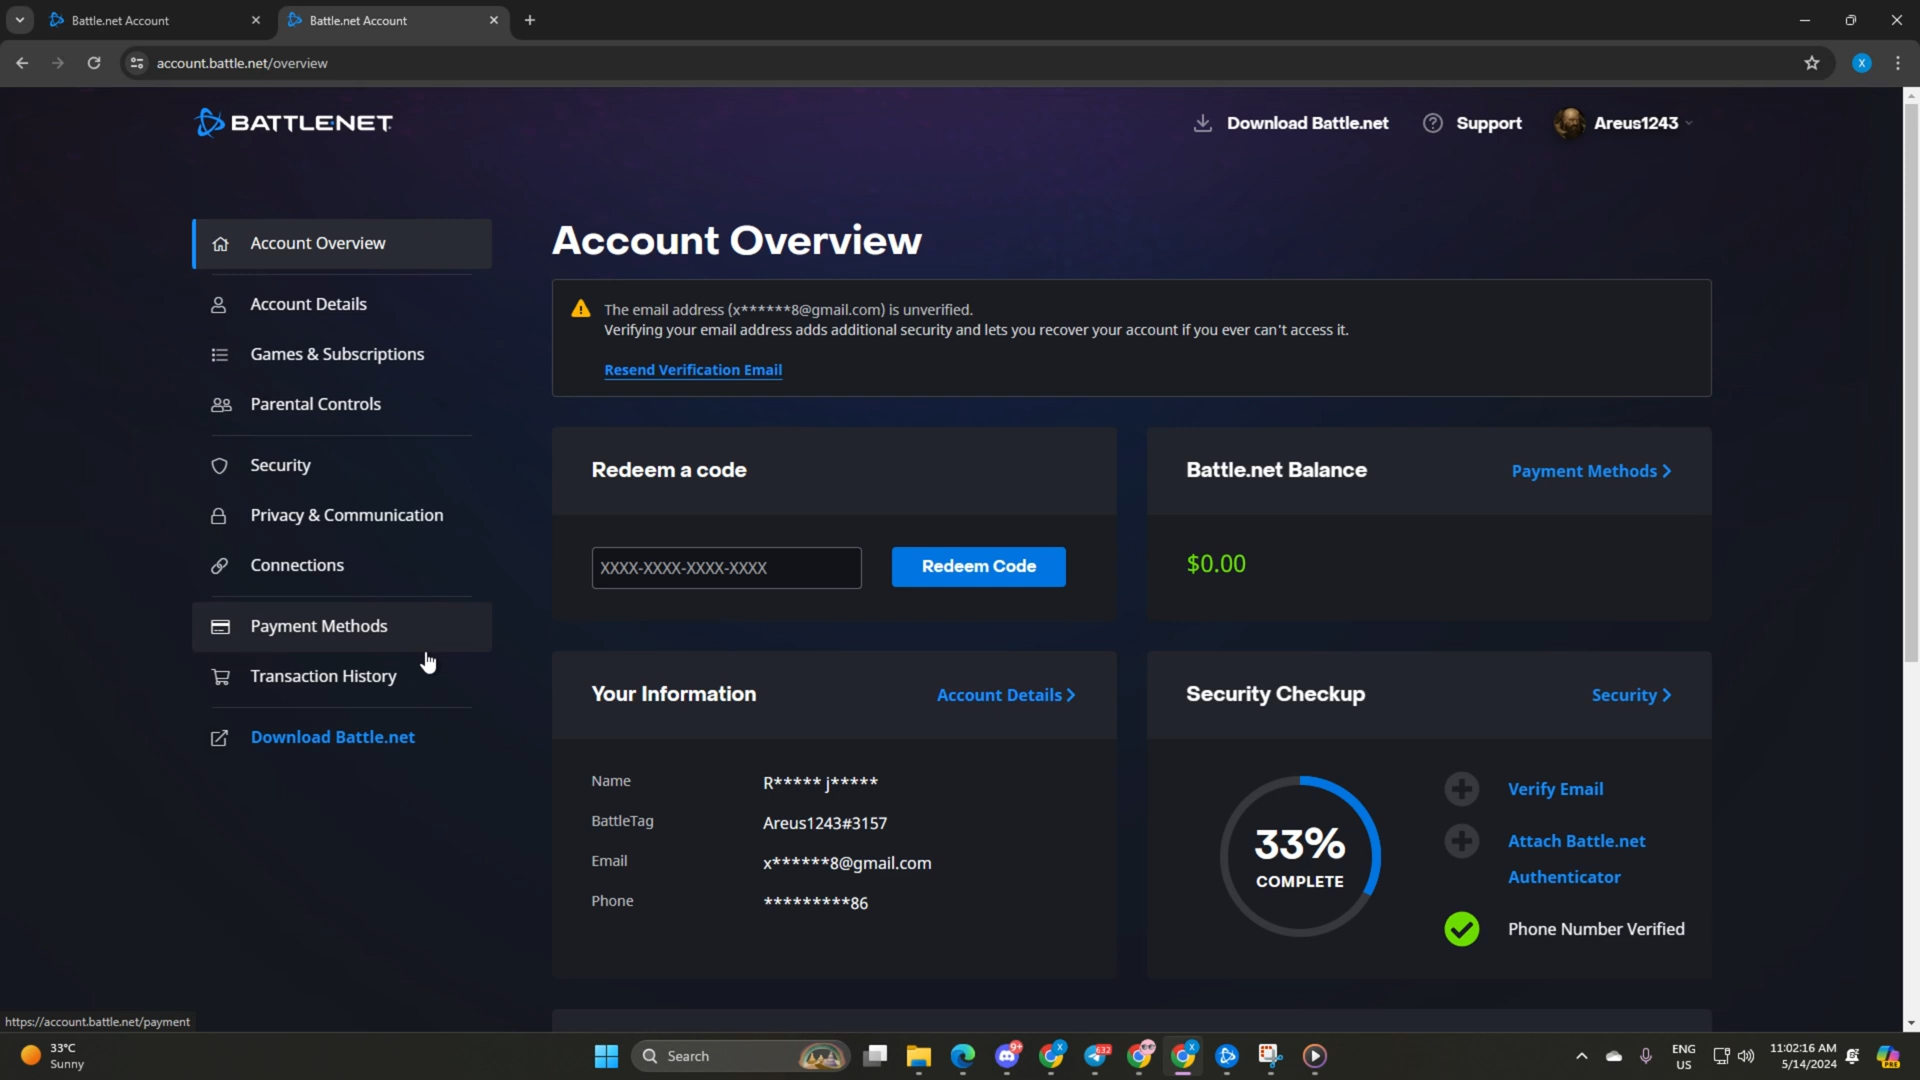 Battle.net Account
Battle.net Account
account.battle.net/overview
X
BATTLE.NET
Download Battle.net
Support
Areus1243
Account Overview
Account Details
Games & Subscriptions
Parental Controls
Security
Privacy & Communication
Connections
Payment Methods
Transaction History
Download Battle.net
Account Overview
The email address (x******8@gmail.com) is unverified.
Verifying your email address adds additional security and lets you recover your account if you ever can't access it.
Resend Verification Email
Redeem a code
XXXX-XXXX-XXXX-XXXX
Redeem Code
Battle.net Balance
Payment Methods
$0.00
Your Information
Account Details
Name R***** j*****
BattleTag Areus1243#3157
Email x******8@gmail.com
Phone *********86
Security Checkup
Security
33%
COMPLETE
Verify Email
Attach Battle.net
Authenticator
Phone Number Verified
https://account.battle.net/payment
33°C
Sunny
Search
9+
X
632
X
ENG
US
11:02:16 AM
5/14/2024
PRE